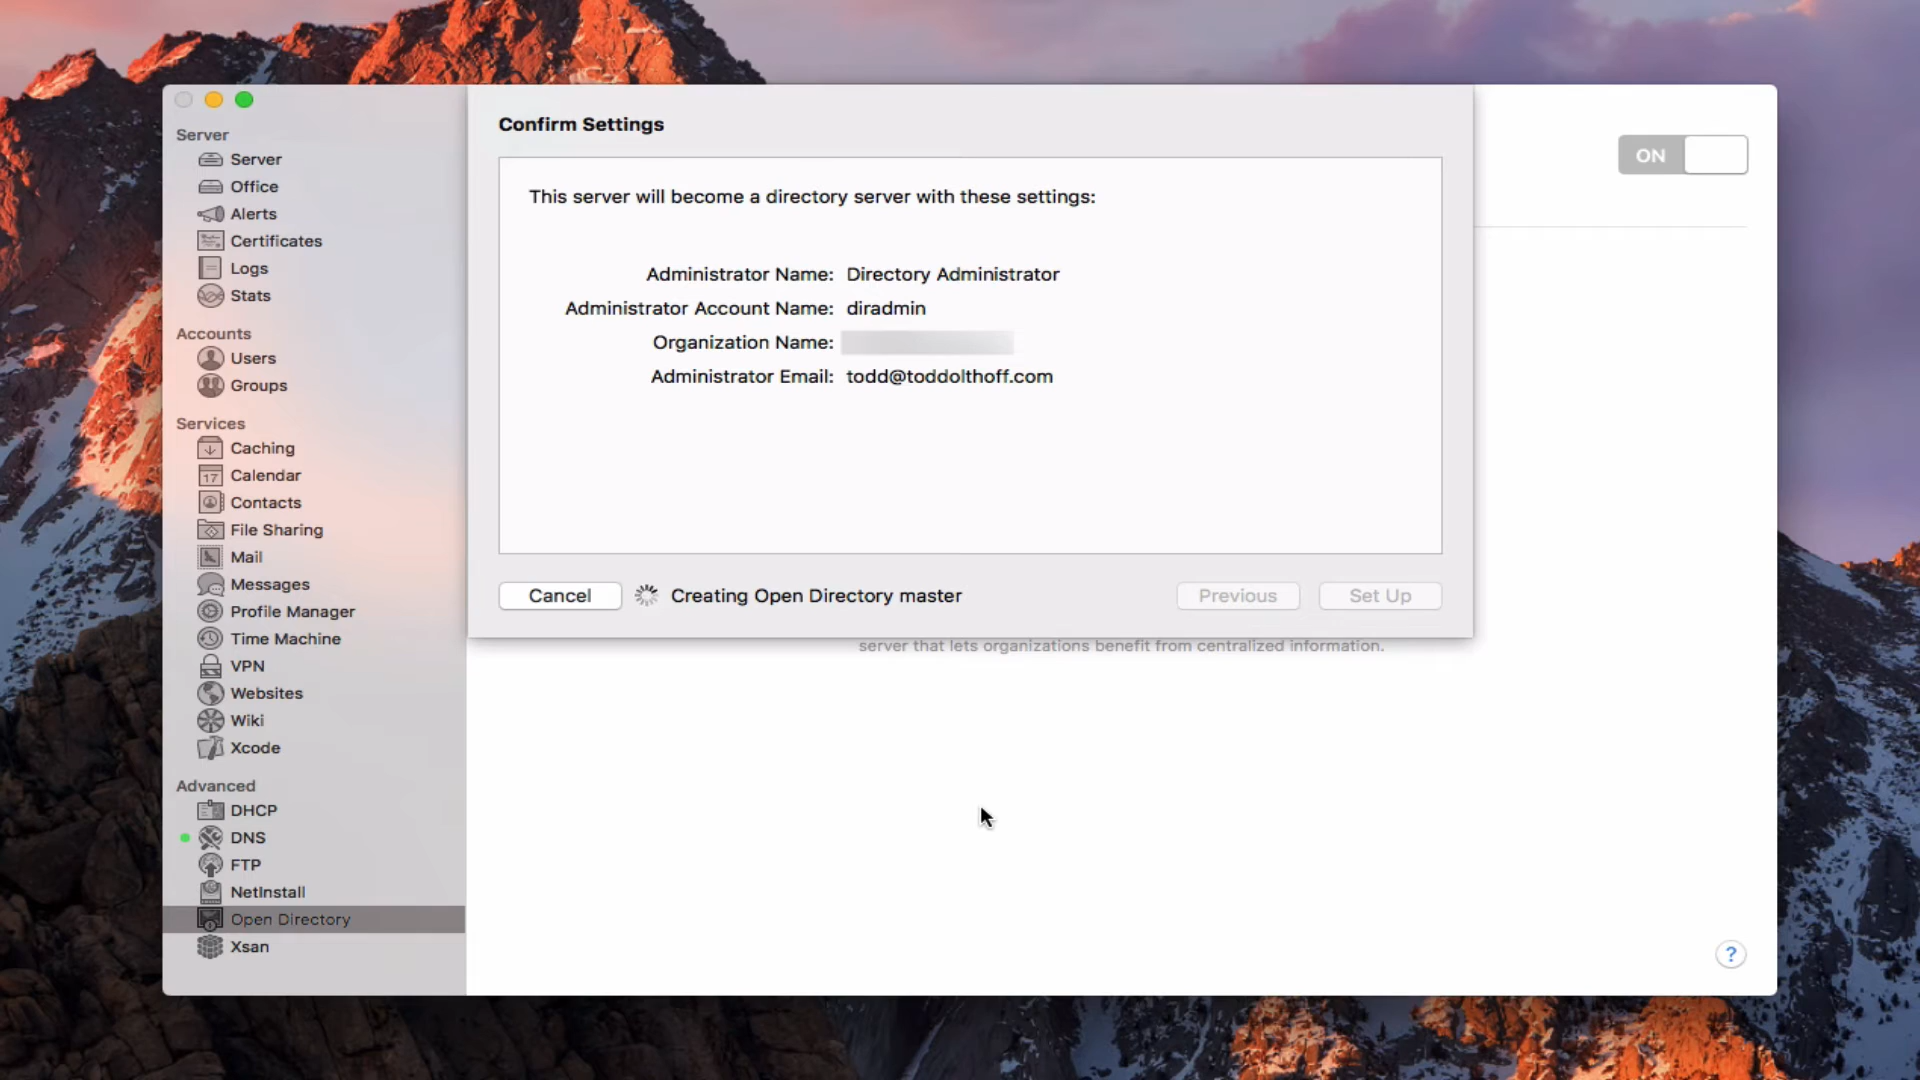 Server
Server
Office
Alerts
Certificates
Logs
Stats
Accounts
Users
Groups
Services
Caching
17
Calendar
Contacts
File Sharing
Mail
Messages
Profile Manager
Time Machine
VPN
Websites
Wiki
Xcode
Advanced
DHCP
DNS
FTP
NetInstall
Open Directory
Xsan
Confirm Settings
This server will become a directory server with these settings:
Administrator Name: Directory Administrator
Administrator Account Name: diradmin
Organization Name:
Administrator Email: todd@toddolthoff.com
Cancel
Creating Open Directory master
Previous
Set Up
ON
server that lets organizations benefit from centralized information.
?